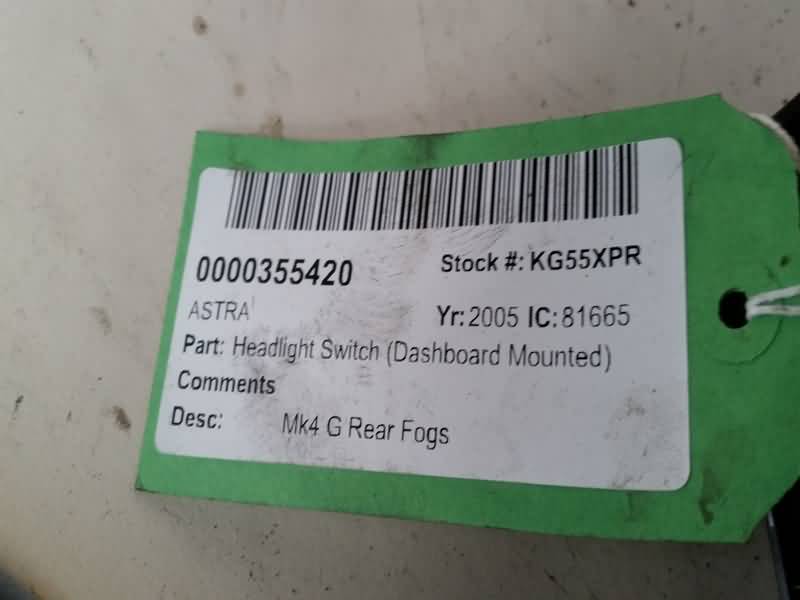 0000355420 Stock #: KG55XPR
ASTRA Yr: 2005 IC: 81665
Part: Headlight Switch (Dashboard Mounted)
Comments
Desc: Mk4 G Rear Fogs